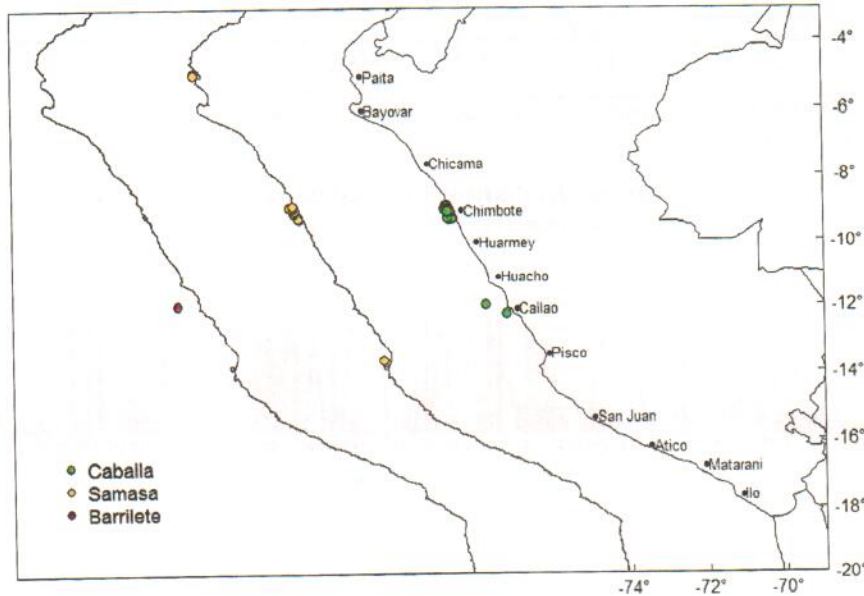 -4°
Paita
-6°
Bayovar
Chicama
-8°
Chimbote
Huarmey
-10°
Huacho
Callao
-12°
Pisco
-14°
San Juan
Atico
-16°
Matarani
Ilo
-18°
Caballa
Samasa
Barrilete
-20°
-74°
-72°
-70°